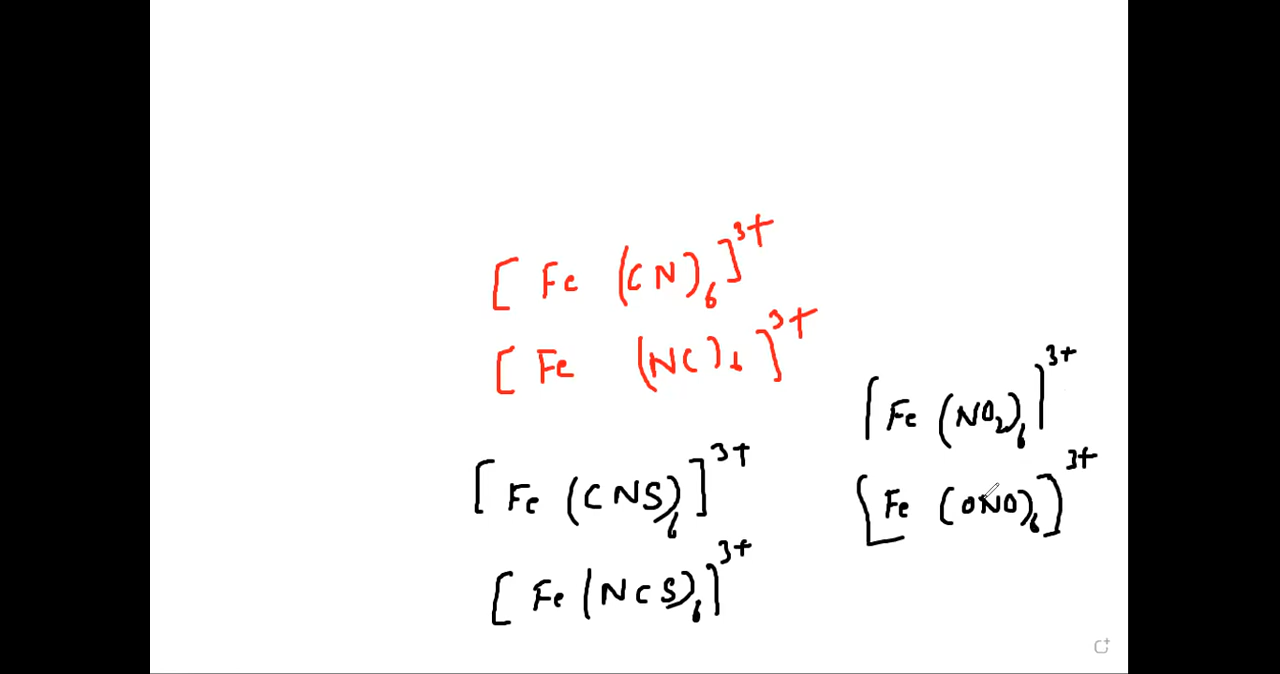 [Fe (CN)₆]³⁺
[Fe (NC)₆]³⁺
[Fe (NO₂)₆]³⁺
[Fe (CNS)₆]³⁺
[Fe (ONO)₆]³⁺
[Fe (NCS)₆]³⁺